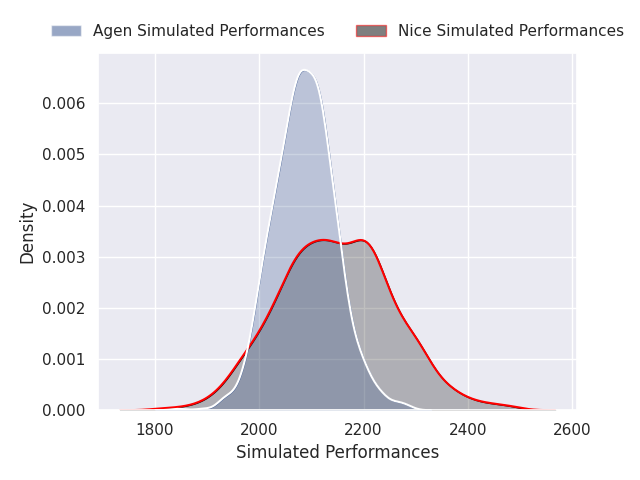 Agen Simulated Performances Nice Simulated Performances
0.006
0.005
0.004
0.003
0.002
0.001
0.000
Density
1800 2000 2200 2400 2600
Simulated Performances